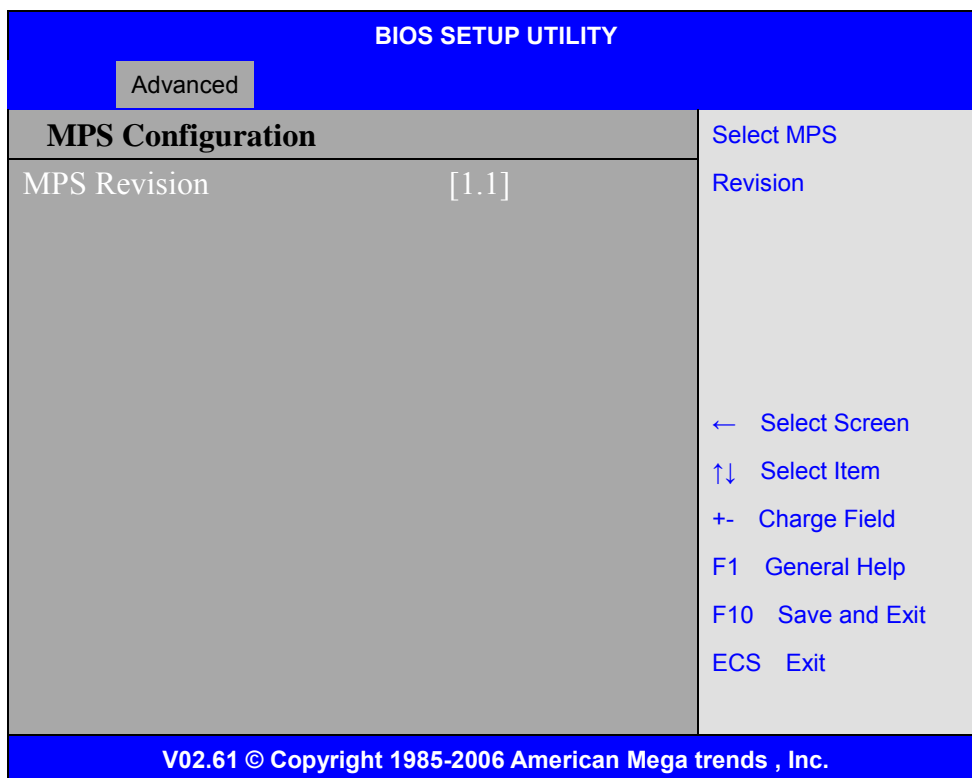 BIOS SETUP UTILITY
Advanced
MPS Configuration
MPS Revision [1.1]
Select MPS
Revision
← Select Screen
↑↓ Select Item
+- Charge Field
F1 General Help
F10 Save and Exit
ECS Exit
V02.61 © Copyright 1985-2006 American Mega trends , Inc.